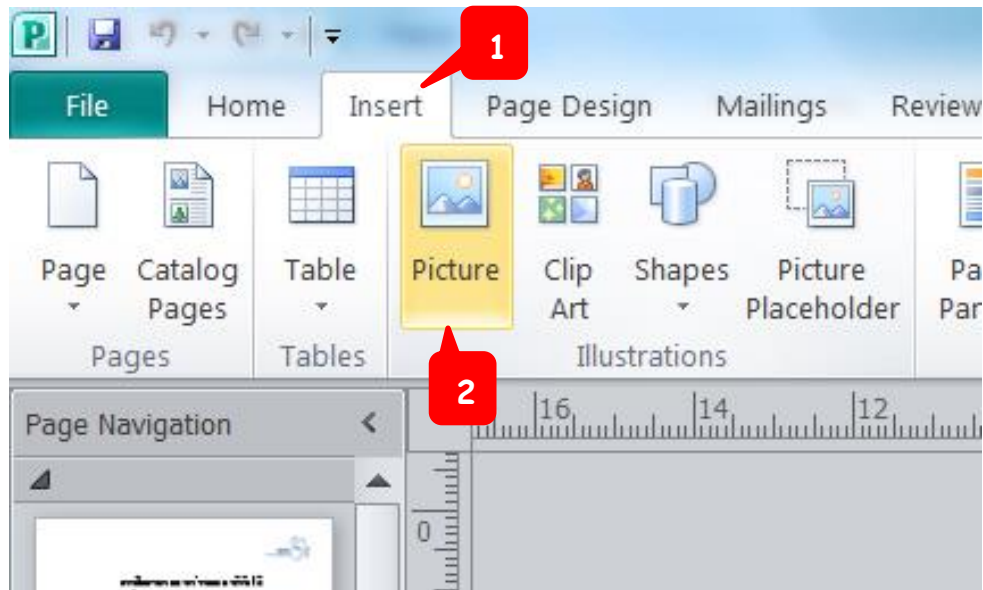 1
File Home Insert Page Design Mailings Review
Page Catalog Pages Table Picture Clip Art Shapes Picture Placeholder
Pages Tables Illustrations
2
Page Navigation
16 14 12
0